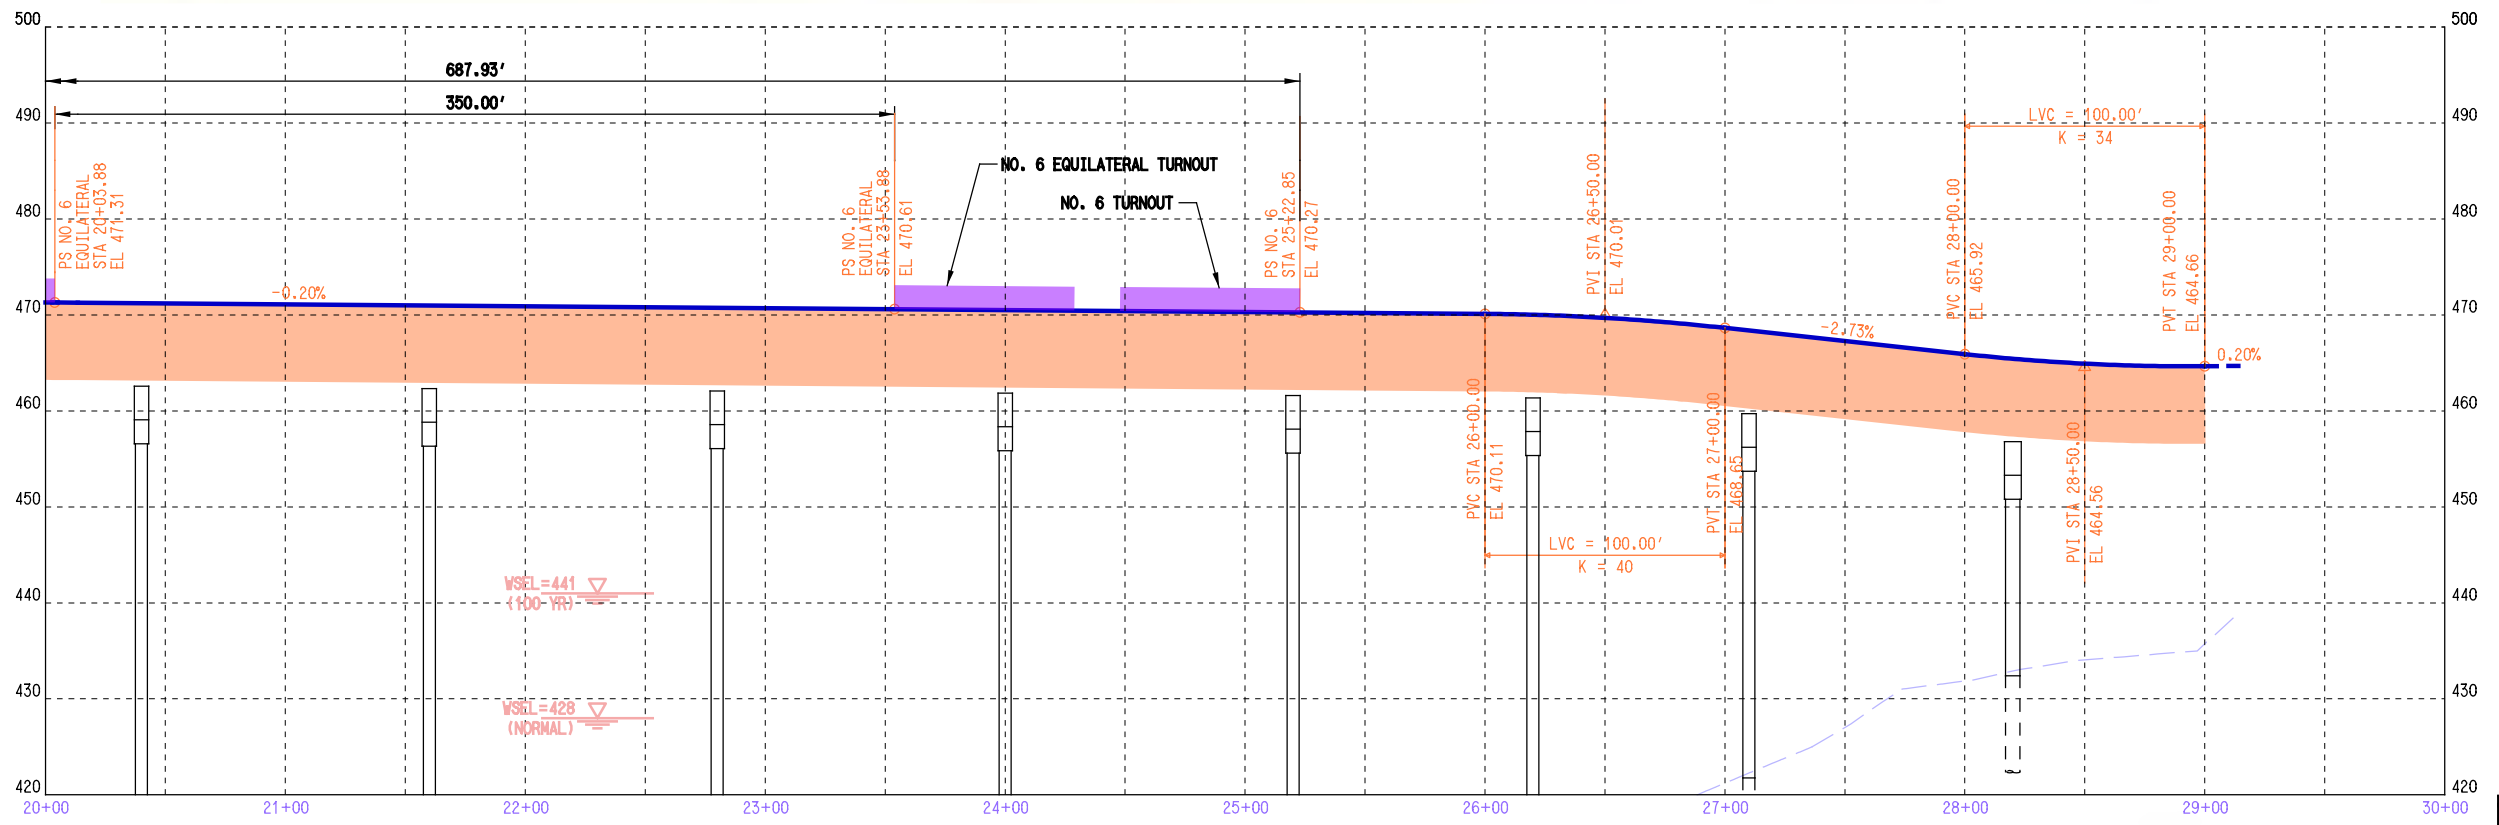 500
500
687.93'
350.00'
490
490
LVC = 100.00'
K = 34
NO. 6 EQUILATERAL TURNOUT
NO. 6 TURNOUT
480
480
PS NO. 6
EQUILATERAL
STA 20+03.88
EL 471.31
PS NO. 6
EQUILATERAL
STA 23+53.88
EL 470.61
PS NO. 6
STA 25+22.85
EL 470.27
PVI STA 26+50.00
EL 470.01
PVC STA 28+00.00
EL 465.92
PVT STA 29+00.00
EL 464.66
-0.20%
470
470
-2.73%
0.20%
460
460
PVC STA 26+00.00
EL 470.11
PVT STA 27+00.00
EL 468.65
PVI STA 28+50.00
EL 464.56
450
450
LVC = 100.00'
K = 40
WSEL=441
(100 YR)
440
440
430
430
WSEL=428
(NORMAL)
420
420
20+00 21+00 22+00 23+00 24+00 25+00 26+00 27+00 28+00 29+00 30+00